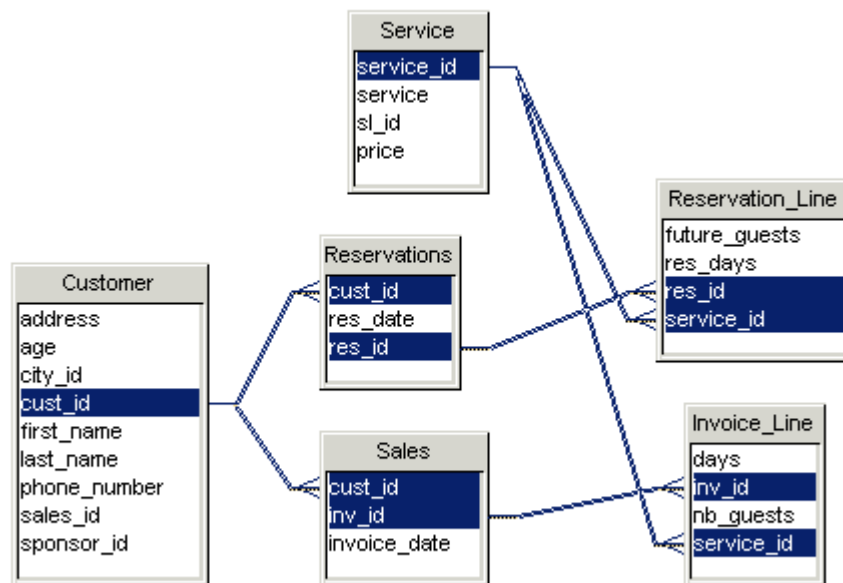 Service
service_id
service
sl_id
price
Reservation_Line
future_guests
res_days
res_id
service_id
Reservations
cust_id
res_date
res_id
Customer
address
age
city_id
cust_id
first_name
last_name
phone_number
sales_id
sponsor_id
Sales
cust_id
inv_id
invoice_date
Invoice_Line
days
inv_id
nb_guests
service_id